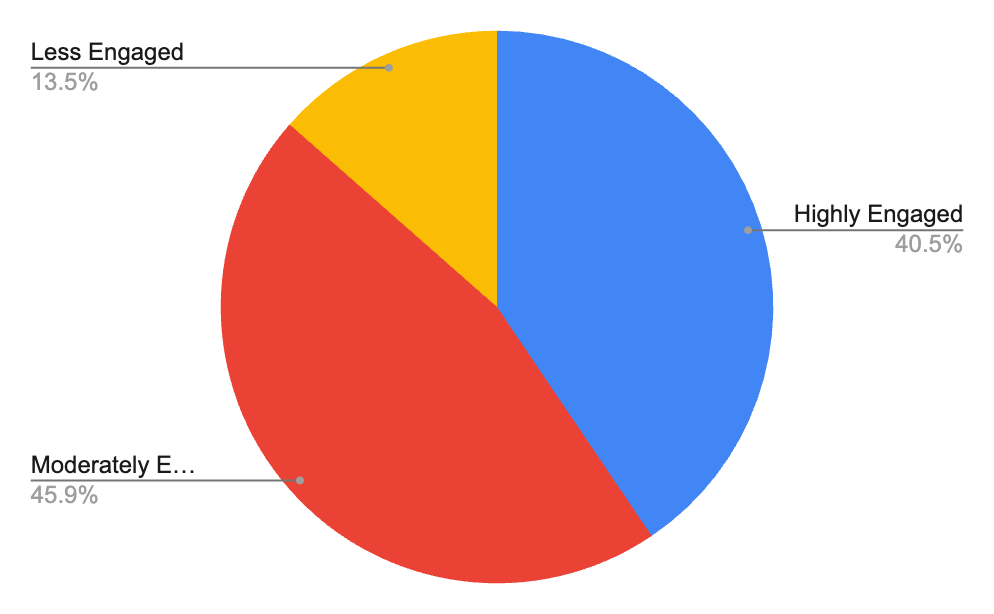 Less Engaged
13.5%
Highly Engaged
40.5%
Moderately E…
45.9%